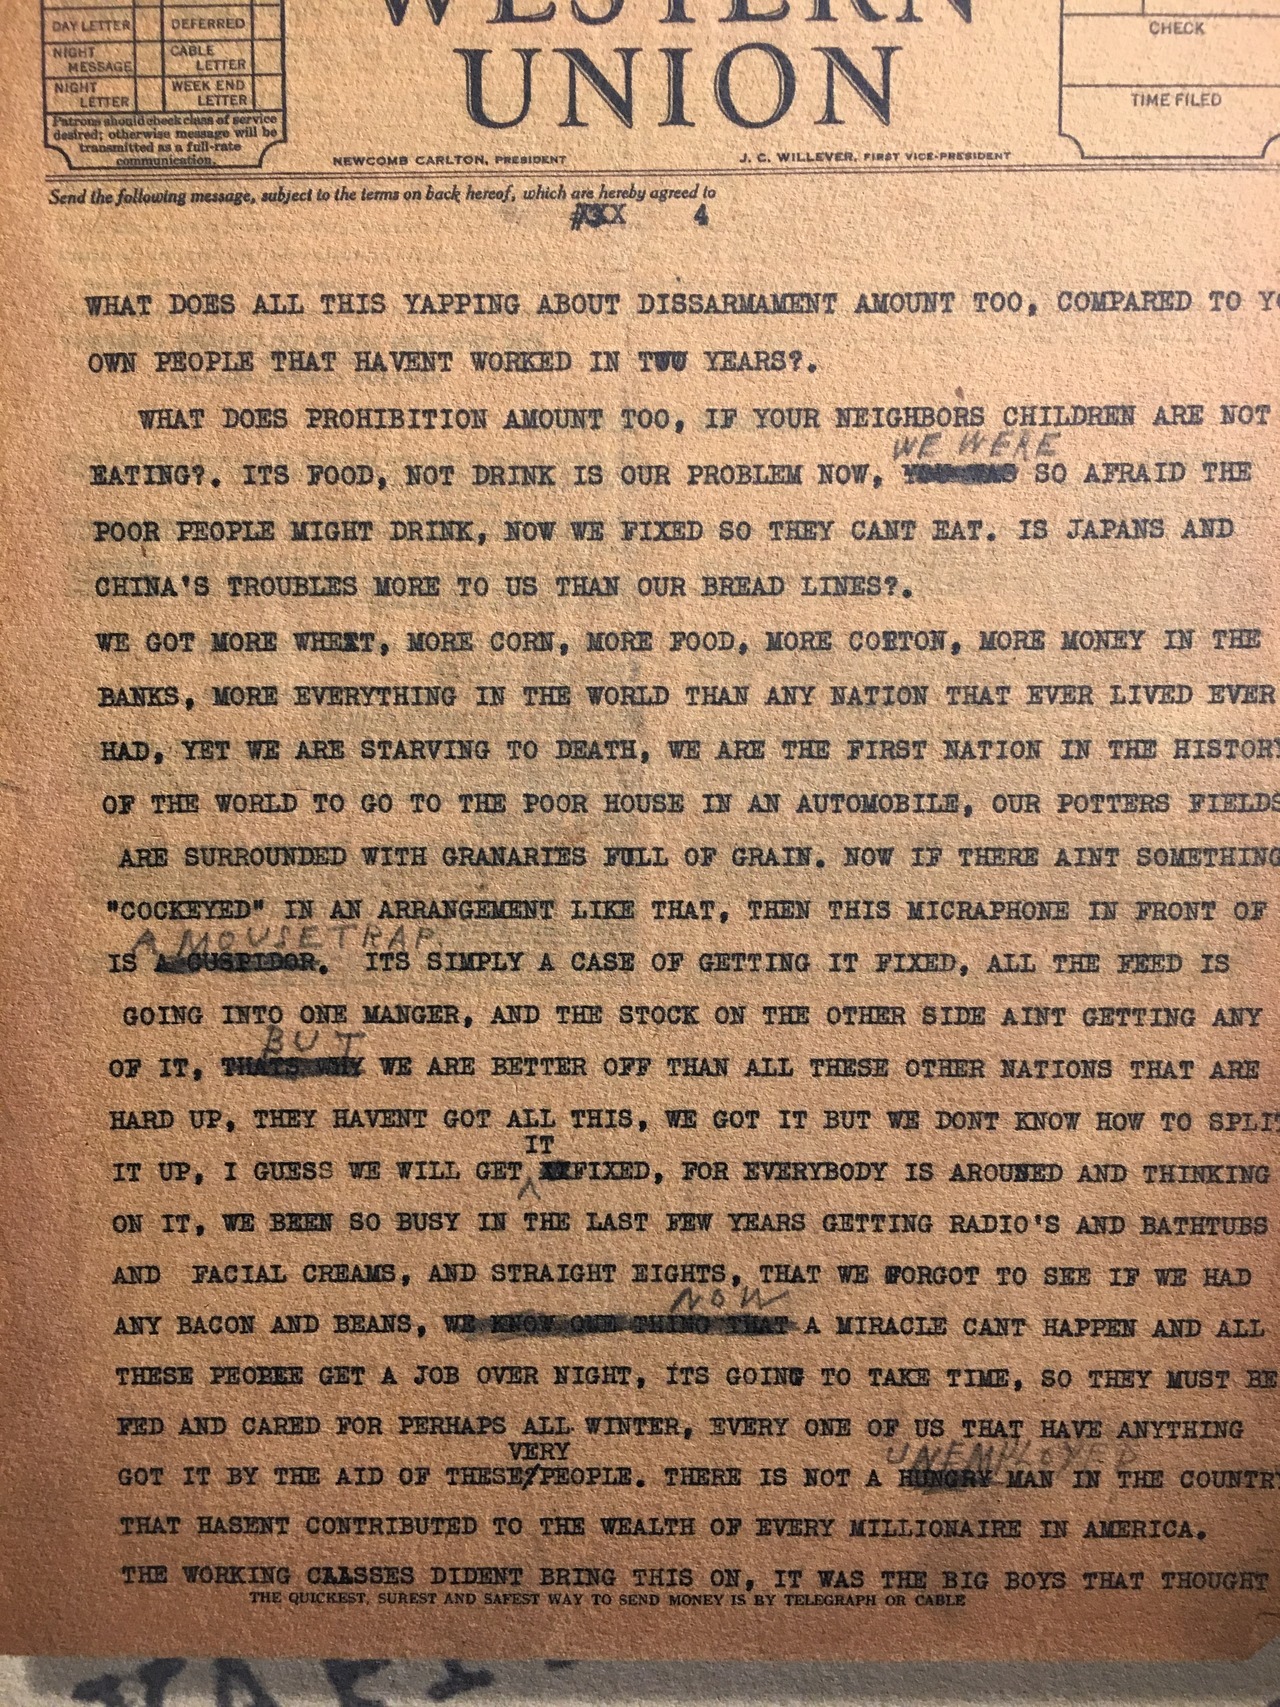 WESTERN
UNION
DAY LETTER DEFERRED
NIGHT MESSAGE CABLE LETTER
NIGHT LETTER WEEK END LETTER
Patrons should check class of service
desired; otherwise message will be
transmitted as a full-rate
communication.
CHECK
TIME FILED
NEWCOMB CARLTON, PRESIDENT J. C. WILLEVER, FIRST VICE-PRESIDENT
Send the following message, subject to the terms on back hereof, which are hereby agreed to
4
WHAT DOES ALL THIS YAPPING ABOUT DISSARMAMENT AMOUNT TOO, COMPARED TO
OWN PEOPLE THAT HAVENT WORKED IN TWO YEARS?.
WHAT DOES PROHIBITION AMOUNT TOO, IF YOUR NEIGHBORS CHILDREN ARE NOT
WE WERE
EATING?. ITS FOOD, NOT DRINK IS OUR PROBLEM NOW, YOU WAS SO AFRAID THE
POOR PEOPLE MIGHT DRINK, NOW WE FIXED SO THEY CANT EAT. IS JAPANS AND
CHINA'S TROUBLES MORE TO US THAN OUR BREAD LINES?.
WE GOT MORE WHEAT, MORE CORN, MORE FOOD, MORE COTTON, MORE MONEY IN THE
BANKS, MORE EVERYTHING IN THE WORLD THAN ANY NATION THAT EVER LIVED EVER
HAD, YET WE ARE STARVING TO DEATH, WE ARE THE FIRST NATION IN THE HISTORY
OF THE WORLD TO GO TO THE POOR HOUSE IN AN AUTOMOBILE, OUR POTTERS FIELDS
ARE SURROUNDED WITH GRANARIES FULL OF GRAIN. NOW IF THERE AINT SOMETHING
"COCKEYED" IN AN ARRANGEMENT LIKE THAT, THEN THIS MICRAPHONE IN FRONT OF
A MOUSETRAP.
IS A CUSPIDOR. ITS SIMPLY A CASE OF GETTING IT FIXED, ALL THE FEED IS
GOING INTO ONE MANGER, AND THE STOCK ON THE OTHER SIDE AINT GETTING ANY
BUT
OF IT, THATS WHY WE ARE BETTER OFF THAN ALL THESE OTHER NATIONS THAT ARE
HARD UP, THEY HAVENT GOT ALL THIS, WE GOT IT BUT WE DONT KNOW HOW TO SPLIT
IT
IT UP, I GUESS WE WILL GET FIXED, FOR EVERYBODY IS AROUSED AND THINKING
ON IT, WE BEEN SO BUSY IN THE LAST FEW YEARS GETTING RADIO'S AND BATHTUBS
AND FACIAL CREAMS, AND STRAIGHT EIGHTS, THAT WE FORGOT TO SEE IF WE HAD
NOW
ANY BACON AND BEANS, WE KNOW ONE THING THAT A MIRACLE CANT HAPPEN AND ALL
THESE PEOPLE GET A JOB OVER NIGHT, ITS GOING TO TAKE TIME, SO THEY MUST BE
FED AND CARED FOR PERHAPS ALL WINTER, EVERY ONE OF US THAT HAVE ANYTHING
VERY UNEMPLOYED
GOT IT BY THE AID OF THESE/PEOPLE. THERE IS NOT A HUNGRY MAN IN THE COUNTRY
THAT HASENT CONTRIBUTED TO THE WEALTH OF EVERY MILLIONAIRE IN AMERICA.
THE WORKING CLASSES DIDENT BRING THIS ON, IT WAS THE BIG BOYS THAT THOUGHT
THE QUICKEST, SUREST AND SAFEST WAY TO SEND MONEY IS BY TELEGRAPH OR CABLE